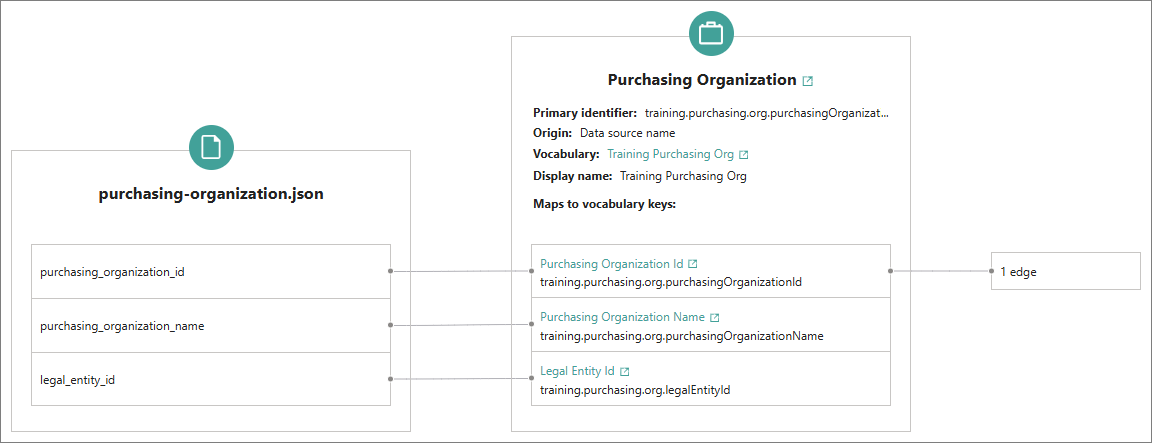 purchasing-organization.json
purchasing_organization_id
purchasing_organization_name
legal_entity_id
Purchasing Organization
Primary identifier: training.purchasing.org.purchasingOrganizat...
Origin: Data source name
Vocabulary: Training Purchasing Org
Display name: Training Purchasing Org
Maps to vocabulary keys:
Purchasing Organization Id
training.purchasing.org.purchasingOrganizationId
Purchasing Organization Name
training.purchasing.org.purchasingOrganizationName
Legal Entity Id
training.purchasing.org.legalEntityId
1 edge